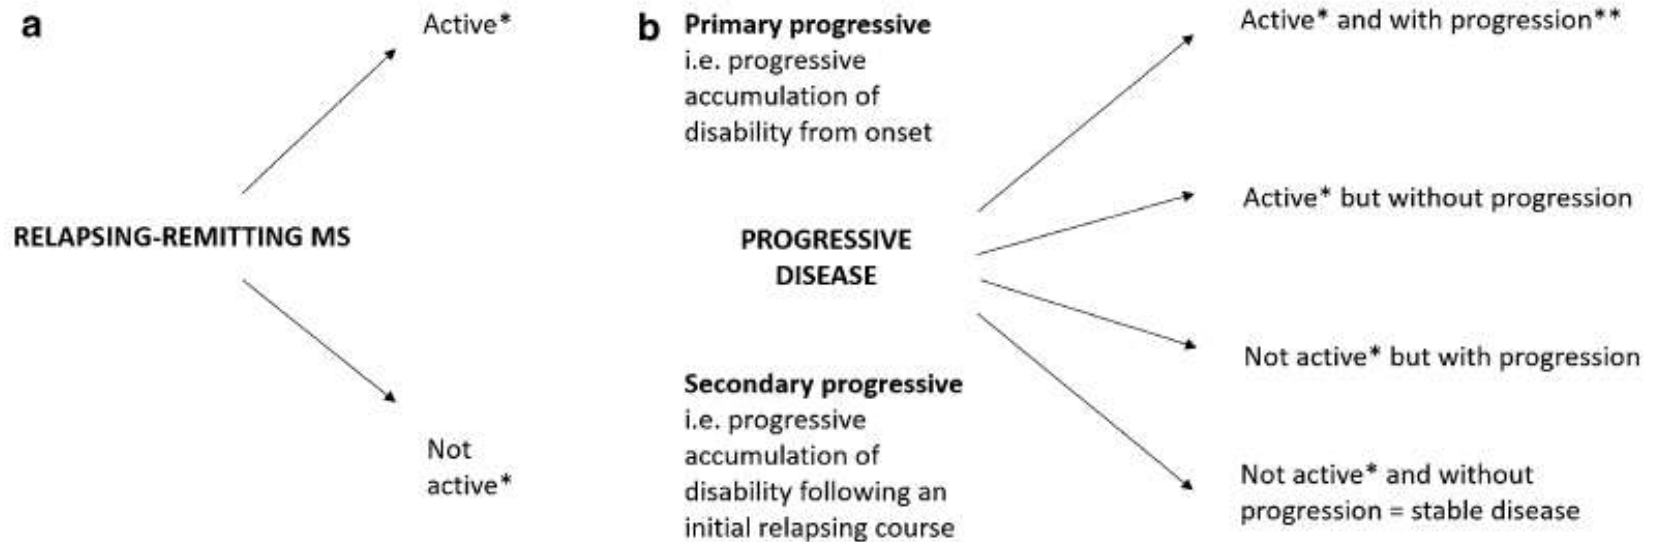 a
Active*
RELAPSING-REMITTING MS
Not
active*
b
Primary progressive
i.e. progressive
accumulation of
disability from onset
PROGRESSIVE
DISEASE
Secondary progressive
i.e. progressive
accumulation of
disability following an
initial relapsing course
Active* and with progression**
Active* but without progression
Not active* but with progression
Not active* and without
progression = stable disease